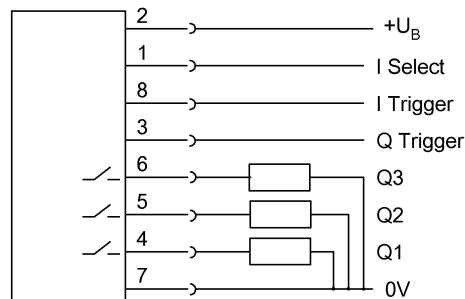 2 +UB
1 I Select
8 I Trigger
3 Q Trigger
6 Q3
5 Q2
4 Q1
7 0V